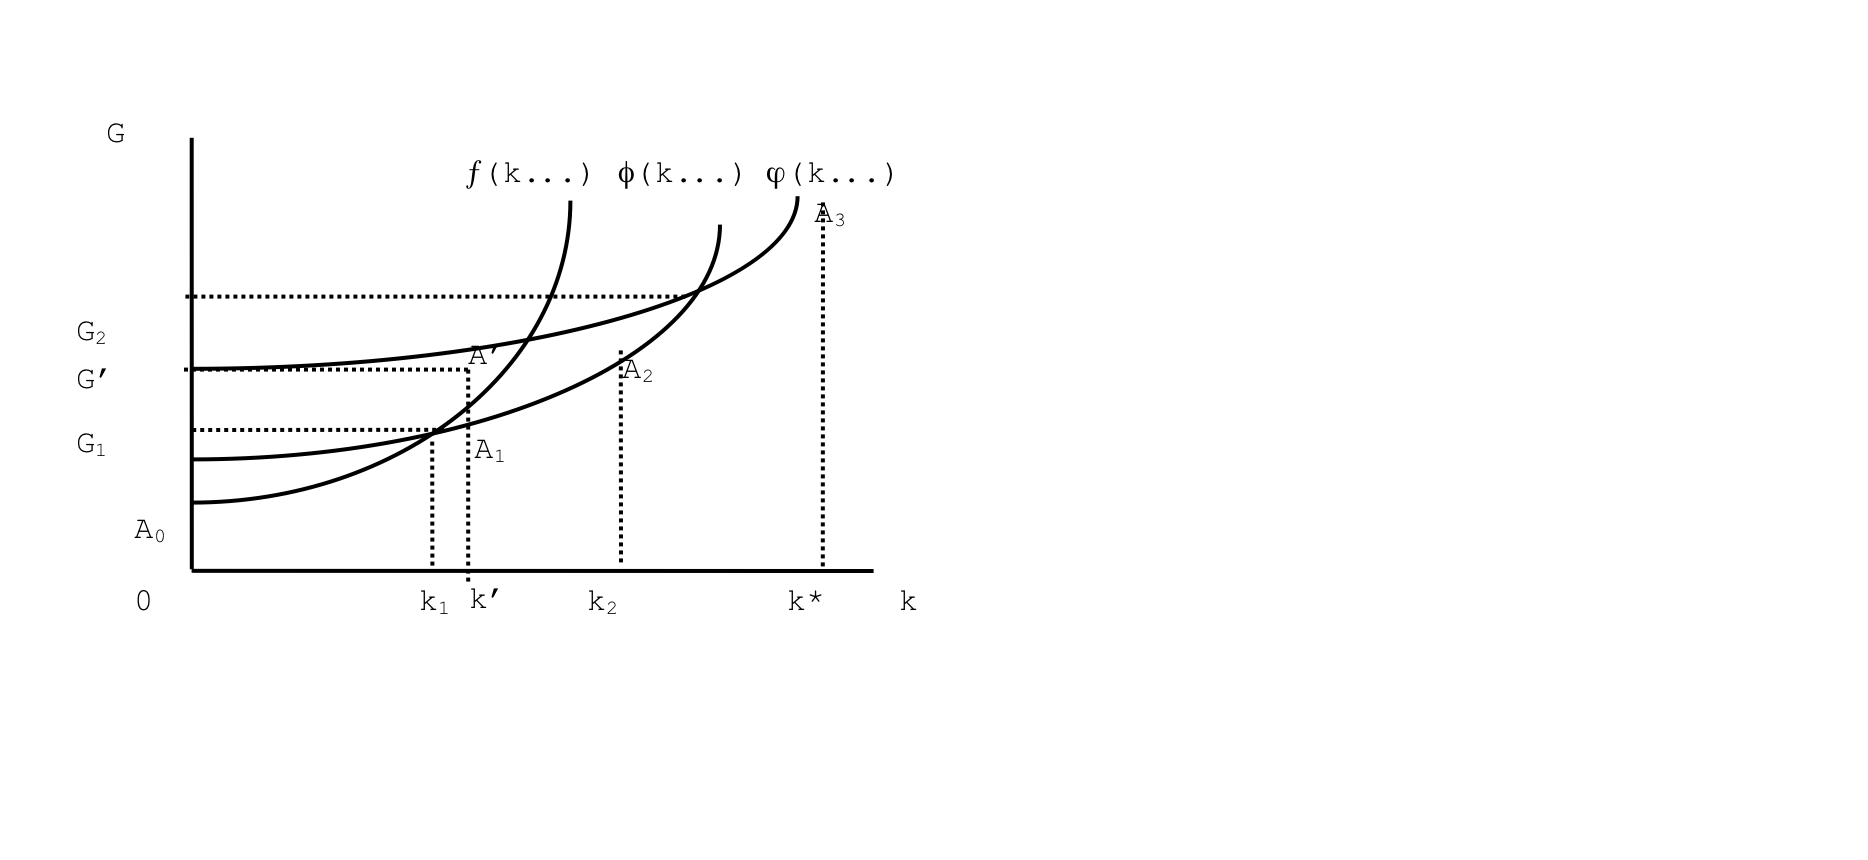 G
f(k...) ϕ(k...) φ(k...)
A₃
G₂
A′
G′
A₂
G₁
A₁
A₀
0 k₁ k′ k₂ k* k